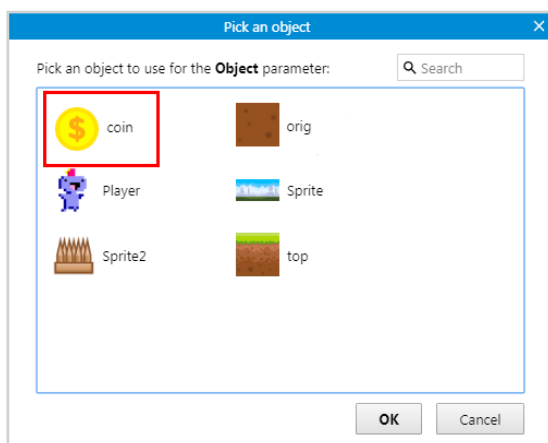 Pick an object
Pick an object to use for the Object parameter:
Search
coin
orig
Player
Sprite
Sprite2
top
OK
Cancel